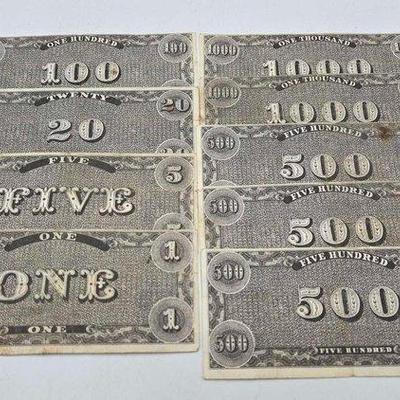 ONE HUNDRED
100 100
TWENTY
20 20
FIVE
FIVE 5
ONE
ONE 1
ONE 1
ONE THOUSAND
1000 1000
ONE THOUSAND
1000 1000
FIVE HUNDRED
500 500
FIVE HUNDRED
500 500
FIVE HUNDRED
500 500
500 FIVE HUNDRED